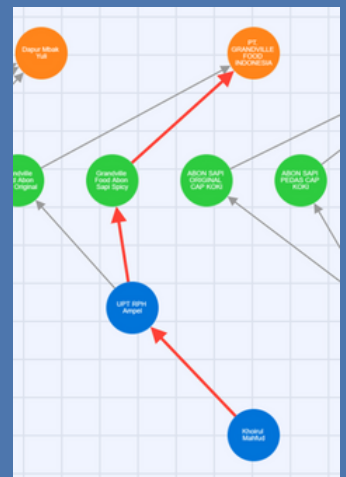 Dapur Mbak
Yuli
PT
GRANDVILLE
FOOD
INDONESIA
Abon
Original
Grandville
Food Abon
Sapi Spicy
ABON SAPI
ORIGINAL
CAP KOKI
ABON SAPI
PEDAS CAP
KOKI
UPT RPH
Ampel
Khoirul
Mahfud